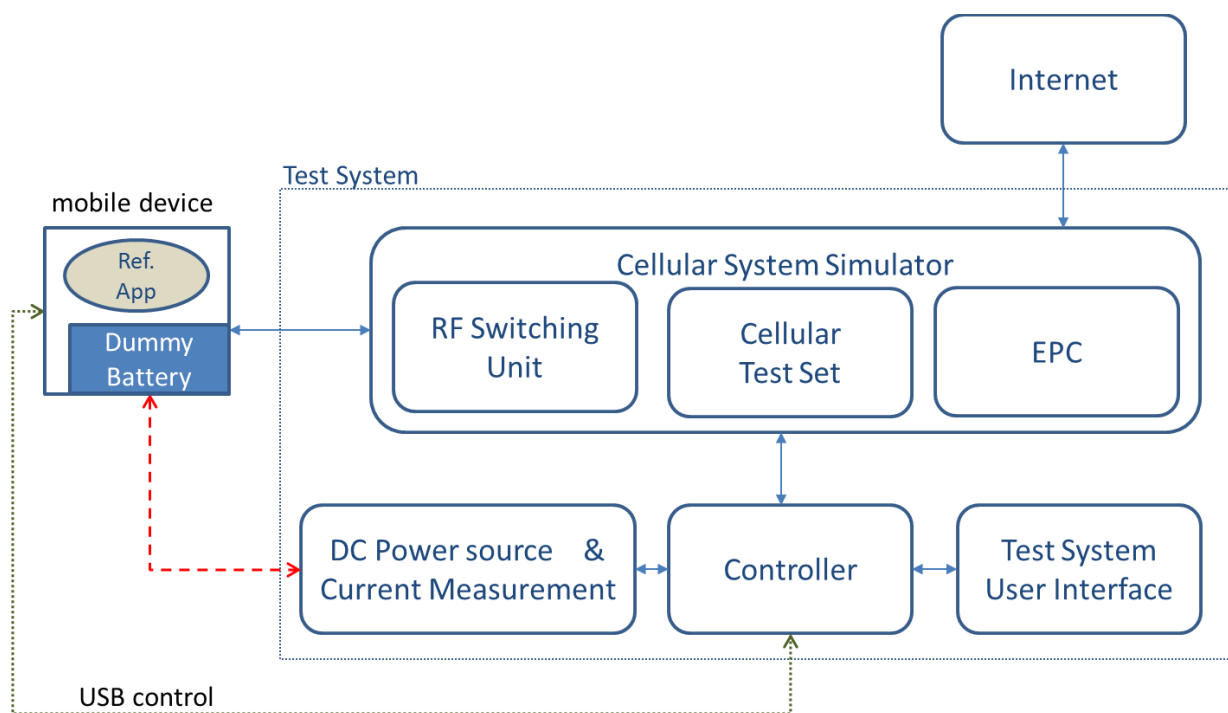 Internet
Test System
mobile device
Ref.
App
Dummy
Battery
Cellular System Simulator
RF Switching
Unit
Cellular
Test Set
EPC
DC Power source &
Current Measurement
Controller
Test System
User Interface
USB control